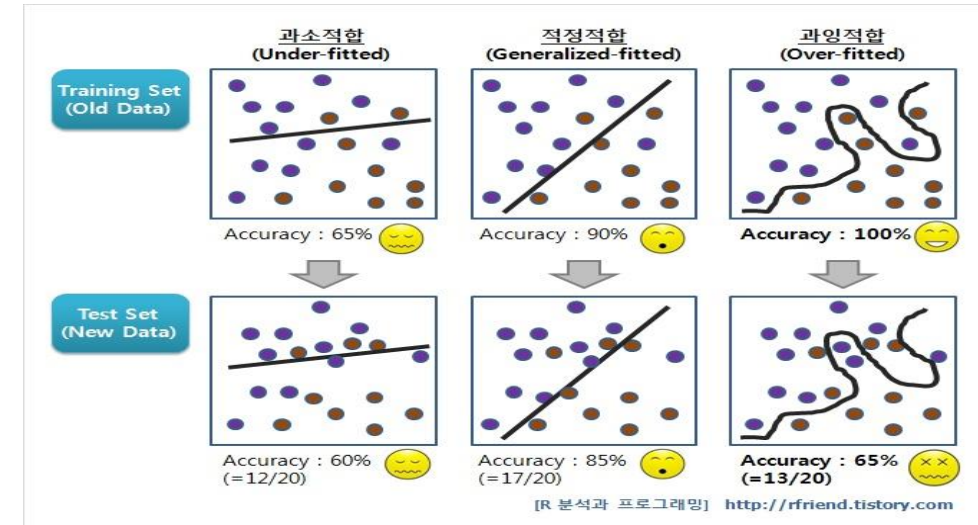 과소적합
(Under-fitted)
적정적합
(Generalized-fitted)
과잉적합
(Over-fitted)
Training Set
(Old Data)
Accuracy : 65%
Accuracy : 90%
Accuracy : 100%
Test Set
(New Data)
Accuracy : 60%
(=12/20)
Accuracy : 85%
(=17/20)
Accuracy : 65%
(=13/20)
[R 분석과 프로그래밍] http://rfriend.tistory.com